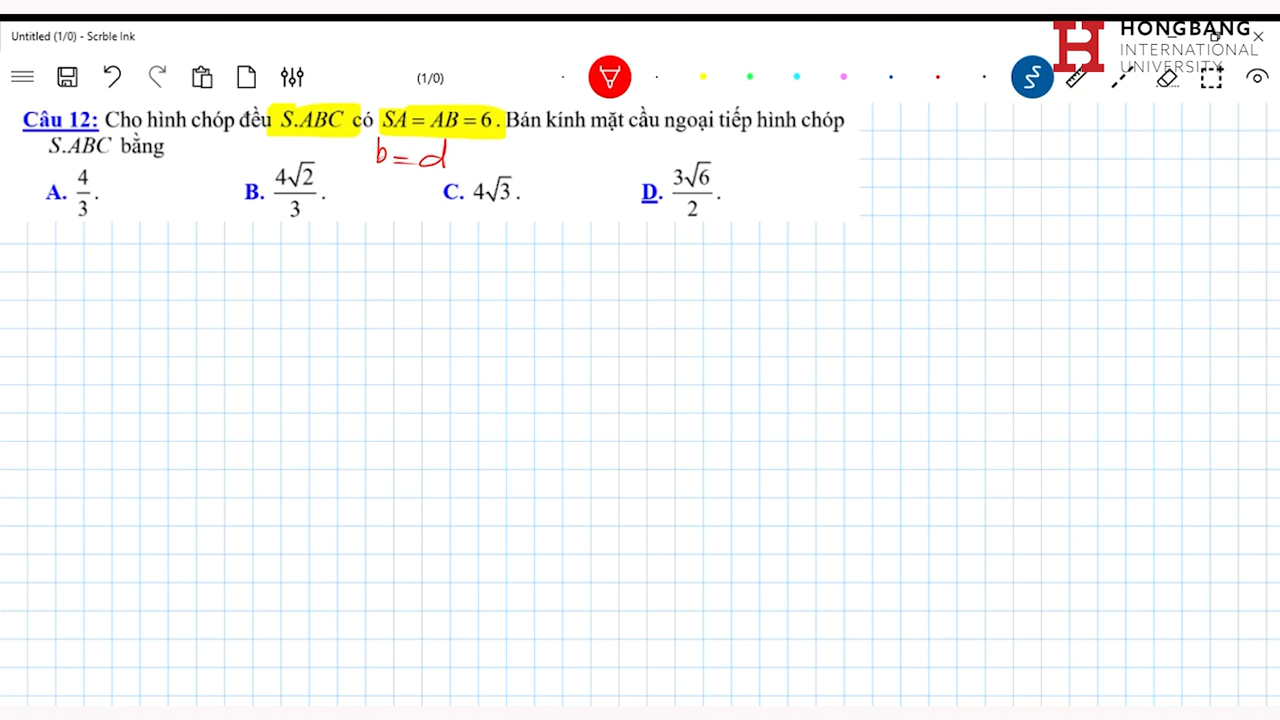 Untitled (1/0) - Scrble Ink
HONGBANG
INTERNATIONAL
UNIVERSITY
(1/0)
Câu 12: Cho hình chóp đều S.ABC có SA = AB = 6. Bán kính mặt cầu ngoại tiếp hình chóp
S.ABC bằng
b = d
A. 4/3. B. 4√2/3. C. 4√3. D. 3√6/2.